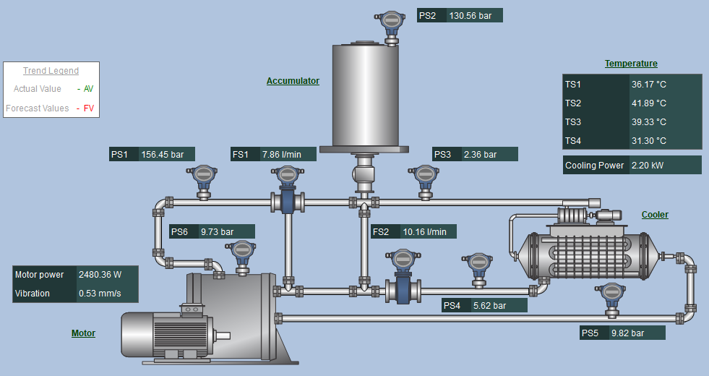 PS2 130.56 bar
Temperature
Trend Legend
Actual Value - AV
Forecast Values - FV
Accumulator
TS1 36.17 °C
TS2 41.89 °C
TS3 39.33 °C
TS4 31.30 °C
Cooling Power 2.20 kW
PS1 156.45 bar
FS1 7.86 l/min
PS3 2.36 bar
Cooler
PS6 9.73 bar
FS2 10.16 l/min
Motor power 2480.36 W
Vibration 0.53 mm/s
PS4 5.62 bar
Motor
PS5 9.82 bar